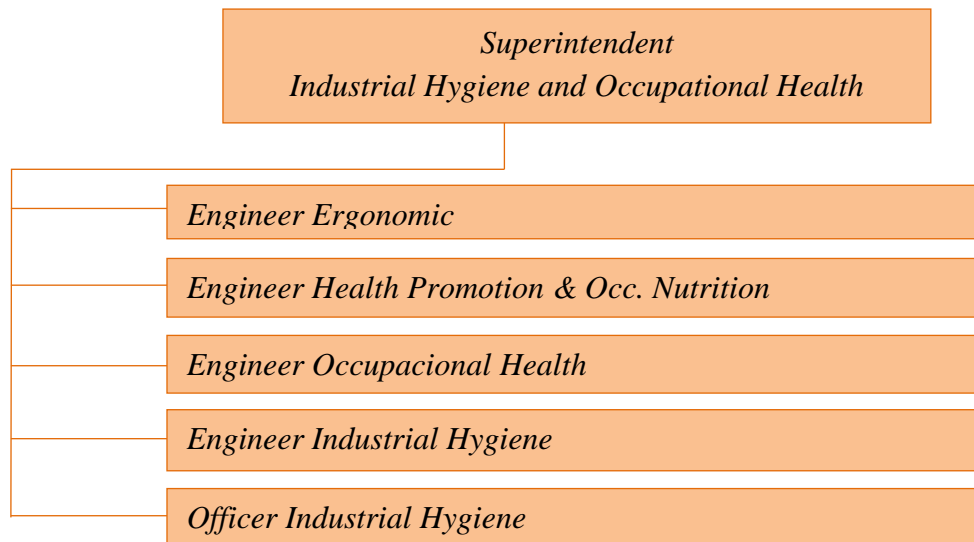 Superintendent
Industrial Hygiene and Occupational Health
Engineer Ergonomic
Engineer Health Promotion & Occ. Nutrition
Engineer Occupacional Health
Engineer Industrial Hygiene
Officer Industrial Hygiene